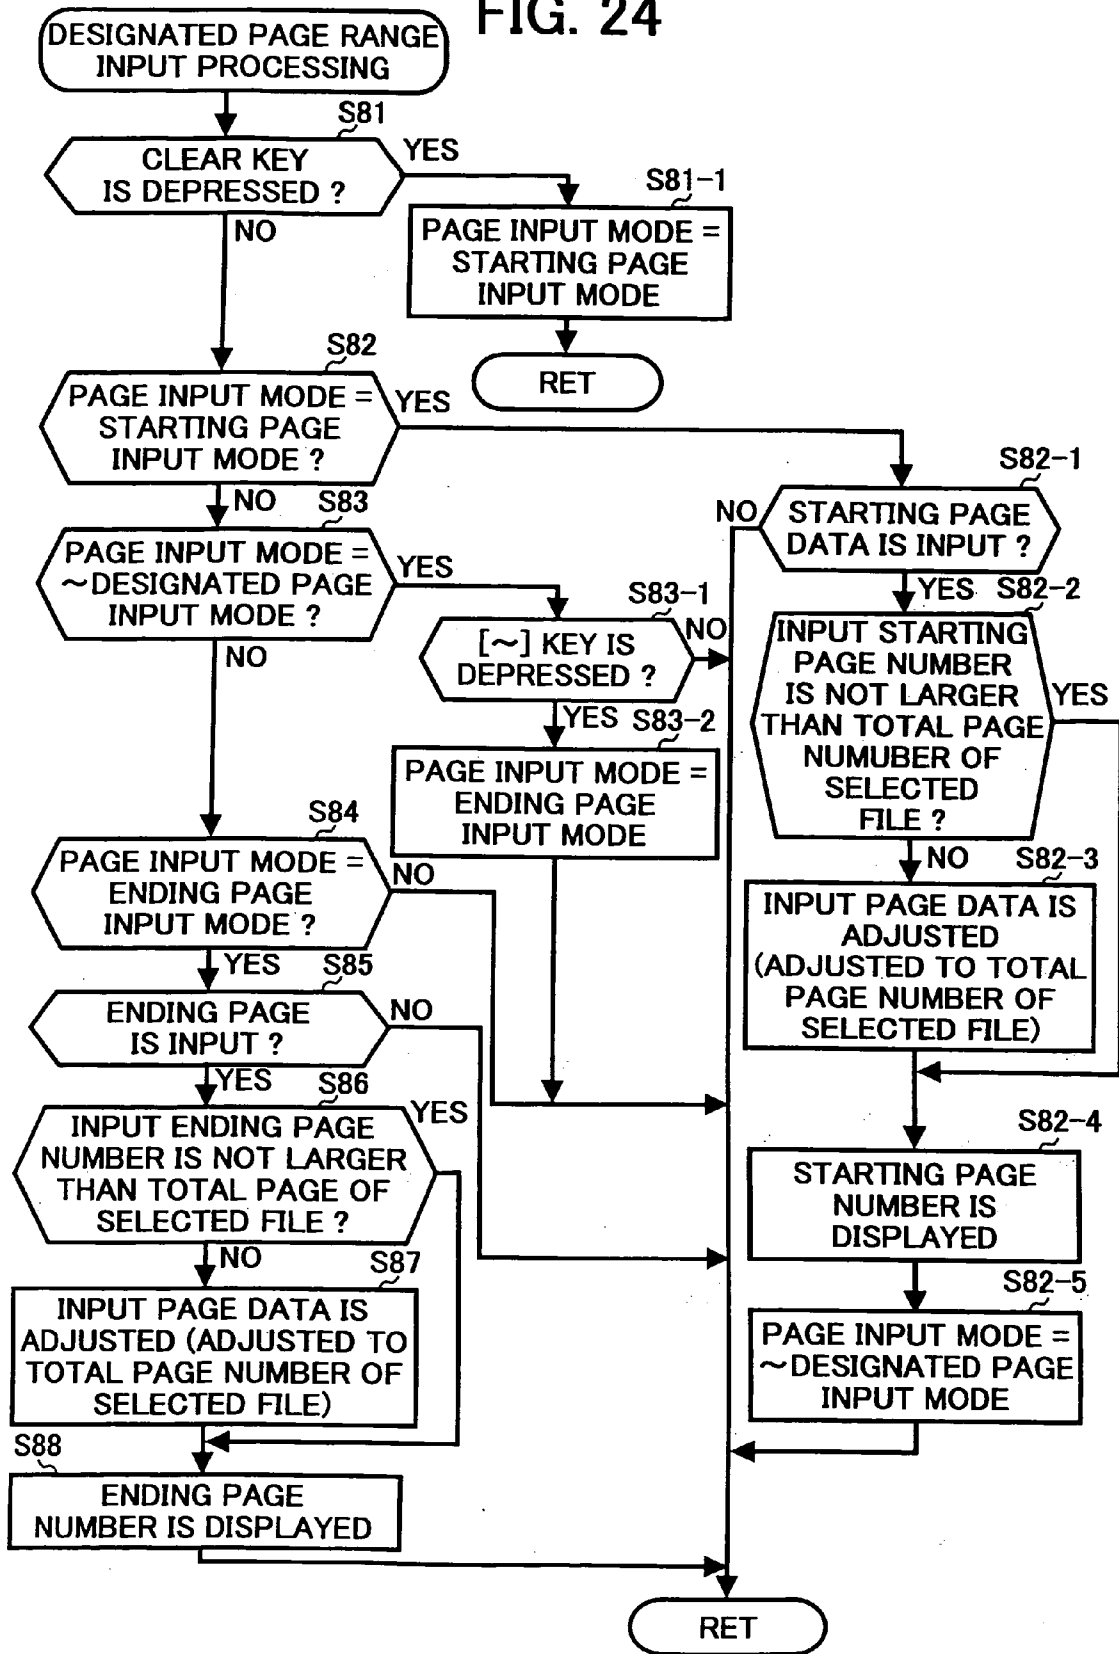 FIG. 24
DESIGNATED PAGE RANGE
INPUT PROCESSING
S81
CLEAR KEY
IS DEPRESSED ?
YES
NO
S81-1
PAGE INPUT MODE =
STARTING PAGE
INPUT MODE
RET
S82
PAGE INPUT MODE =
STARTING PAGE
INPUT MODE ?
YES
NO
S82-1
STARTING PAGE
DATA IS INPUT ?
NO
YES
S82-2
INPUT STARTING
PAGE NUMBER
IS NOT LARGER
THAN TOTAL PAGE
NUMUBER OF
SELECTED
FILE ?
YES
NO
S82-3
INPUT PAGE DATA IS
ADJUSTED
(ADJUSTED TO TOTAL
PAGE NUMBER OF
SELECTED FILE)
S82-4
STARTING PAGE
NUMBER IS
DISPLAYED
S82-5
PAGE INPUT MODE =
~DESIGNATED PAGE
INPUT MODE
S83
PAGE INPUT MODE =
~DESIGNATED PAGE
INPUT MODE ?
YES
NO
S83-1
[~] KEY IS
DEPRESSED ?
NO
YES
S83-2
PAGE INPUT MODE =
ENDING PAGE
INPUT MODE
S84
PAGE INPUT MODE =
ENDING PAGE
INPUT MODE ?
NO
YES
S85
ENDING PAGE
IS INPUT ?
NO
YES
S86
INPUT ENDING PAGE
NUMBER IS NOT LARGER
THAN TOTAL PAGE OF
SELECTED FILE ?
YES
NO
S87
INPUT PAGE DATA IS
ADJUSTED (ADJUSTED TO
TOTAL PAGE NUMBER OF
SELECTED FILE)
S88
ENDING PAGE
NUMBER IS DISPLAYED
RET